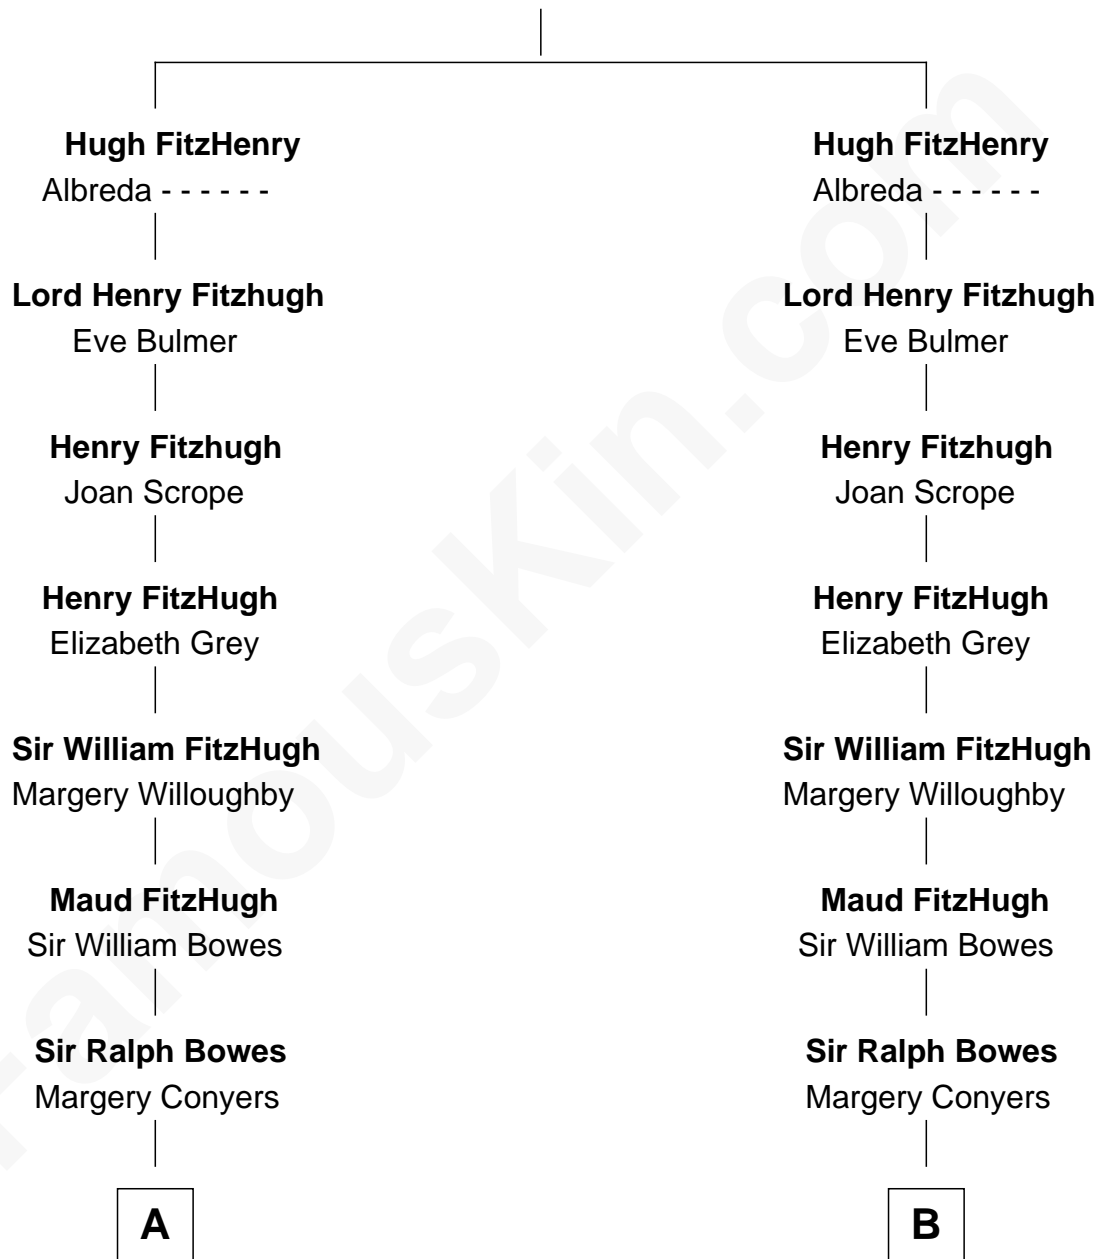 Hugh FitzHenry
Albreda - - - - - -
Lord Henry Fitzhugh
Eve Bulmer
Henry Fitzhugh
Joan Scrope
Henry FitzHugh
Elizabeth Grey
Sir William FitzHugh
Margery Willoughby
Maud FitzHugh
Sir William Bowes
Sir Ralph Bowes
Margery Conyers
A
Hugh FitzHenry
Albreda - - - - - -
Lord Henry Fitzhugh
Eve Bulmer
Henry Fitzhugh
Joan Scrope
Henry FitzHugh
Elizabeth Grey
Sir William FitzHugh
Margery Willoughby
Maud FitzHugh
Sir William Bowes
Sir Ralph Bowes
Margery Conyers
B
FamousKin.com